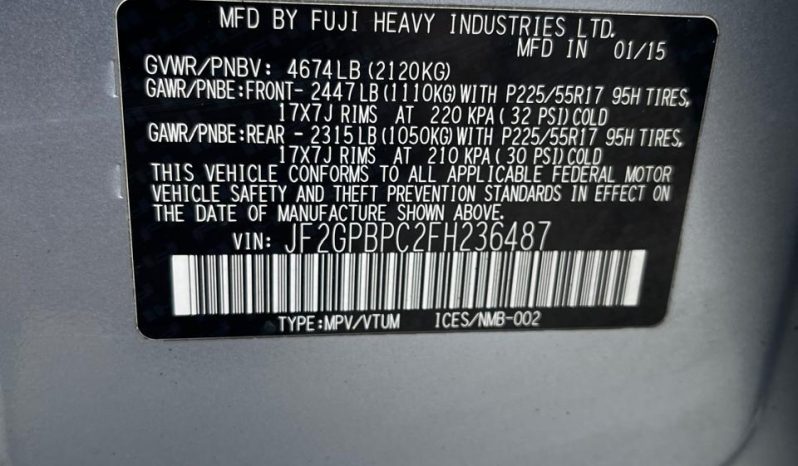 MFD BY FUJI HEAVY INDUSTRIES LTD.
MFD IN 01/15
GVWR/PNBV: 4674LB(2120KG)
GAWR/PNBE:FRONT- 2447LB(1110KG)WITH P225/55R17 95H TIRES,
17X7J RIMS AT 220 KPA( 32 PSI)COLD
GAWR/PNBE:REAR - 2315LB(1050KG)WITH P225/55R17 95H TIRES,
17X7J RIMS AT 210 KPA( 30 PSI)COLD
THIS VEHICLE CONFORMS TO ALL APPLICABLE FEDERAL MOTOR
VEHICLE SAFETY AND THEFT PREVENTION STANDARDS IN EFFECT ON
THE DATE OF MANUFACTURE SHOWN ABOVE.
VIN: JF2GPBPC2FH236487
TYPE:MPV/VTUM ICES/NMB-002